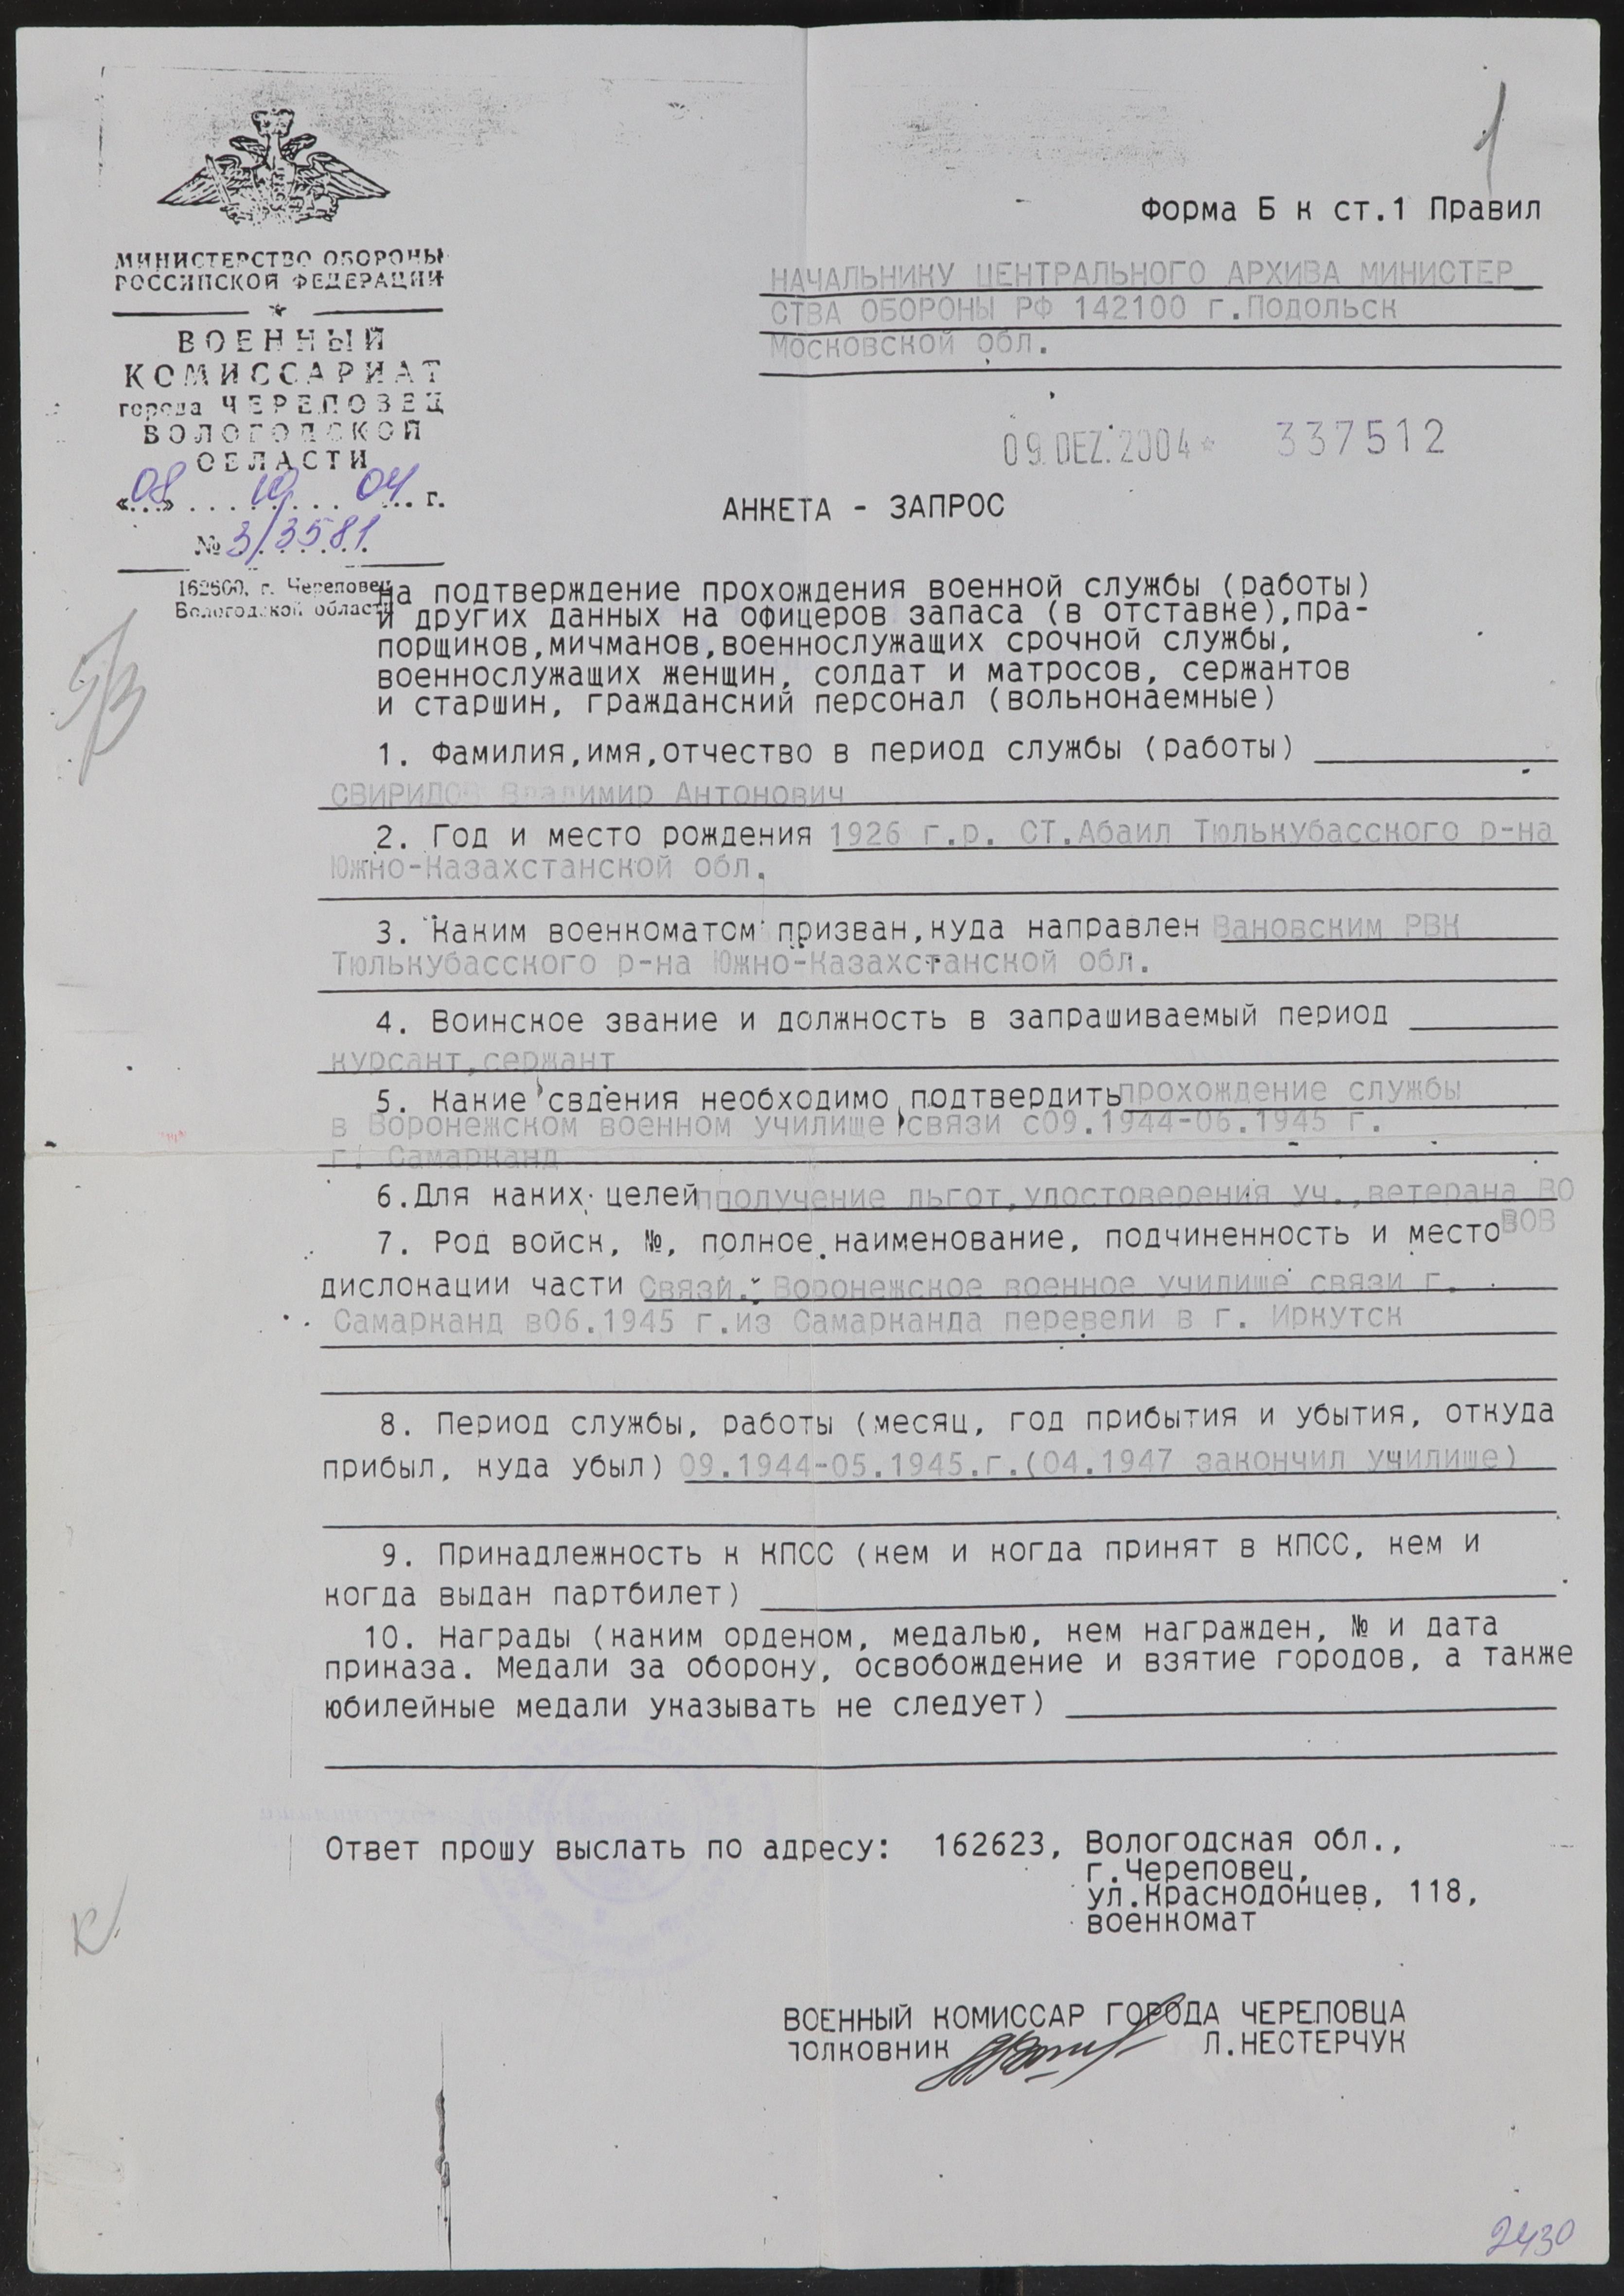 1
Форма Б к ст.1 Правил
МИНИСТЕРСТВО ОБОРОНЫ
РОССИЙСКОЙ ФЕДЕРАЦИИ
ВОЕННЫЙ
КОМИССАРИАТ
города ЧЕРЕПОВЕЦ
ВОЛОГОДСКОЙ
ОБЛАСТИ
«08» 10 04 г.
№ 3/3581
162600, г. Череповец
Вологодской области
НАЧАЛЬНИКУ ЦЕНТРАЛЬНОГО АРХИВА МИНИСТЕР
СТВА ОБОРОНЫ РФ 142100 г.Подольск
Московской обл.
09.DEZ.2004* 337512
АНКЕТА - ЗАПРОС
на подтверждение прохождения военной службы (работы)
и других данных на офицеров запаса (в отставке),пра-
порщиков,мичманов,военнослужащих срочной службы,
военнослужащих женщин, солдат и матросов, сержантов
и старшин, гражданский персонал (вольнонаемные)
1. Фамилия,имя,отчество в период службы (работы)
СВИРИДОВ Владимир Антонович
2. Год и место рождения 1926 г.р. СТ.Абаил Тюлькубасского р-на
Южно-Казахстанской обл.
3. Каким военкоматом призван,куда направлен Вановским РВК
Тюлькубасского р-на Южно-Казахстанской обл.
4. Воинское звание и должность в запрашиваемый период
курсант,сержант
5. Какие сведения необходимо подтвердить прохождение службы
в Воронежском военном училище связи с09.1944-06.1945 г.
г. Самарканд
6.Для каких целей пполучение льгот,удостоверения уч.,ветерана ВО
ВОВ
7. Род войск, №, полное наименование, подчиненность и место
дислокации части Связи. Воронежское военное училище связи г.
Самарканд в06.1945 г.из Самарканда перевели в г. Иркутск
8. Период службы, работы (месяц, год прибытия и убытия, откуда
прибыл, куда убыл) 09.1944-05.1945.г.(04.1947 закончил училище)
9. Принадлежность к КПСС (кем и когда принят в КПСС, кем и
когда выдан партбилет)
10. Награды (каким орденом, медалью, кем награжден, № и дата
приказа. Медали за оборону, освобождение и взятие городов, а также
юбилейные медали указывать не следует)
Ответ прошу выслать по адресу: 162623, Вологодская обл.,
г.Череповец,
ул.Краснодонцев, 118,
военкомат
К
ВОЕННЫЙ КОМИССАР ГОРОДА ЧЕРЕПОВЦА
полковник Л.НЕСТЕРЧУК
2430